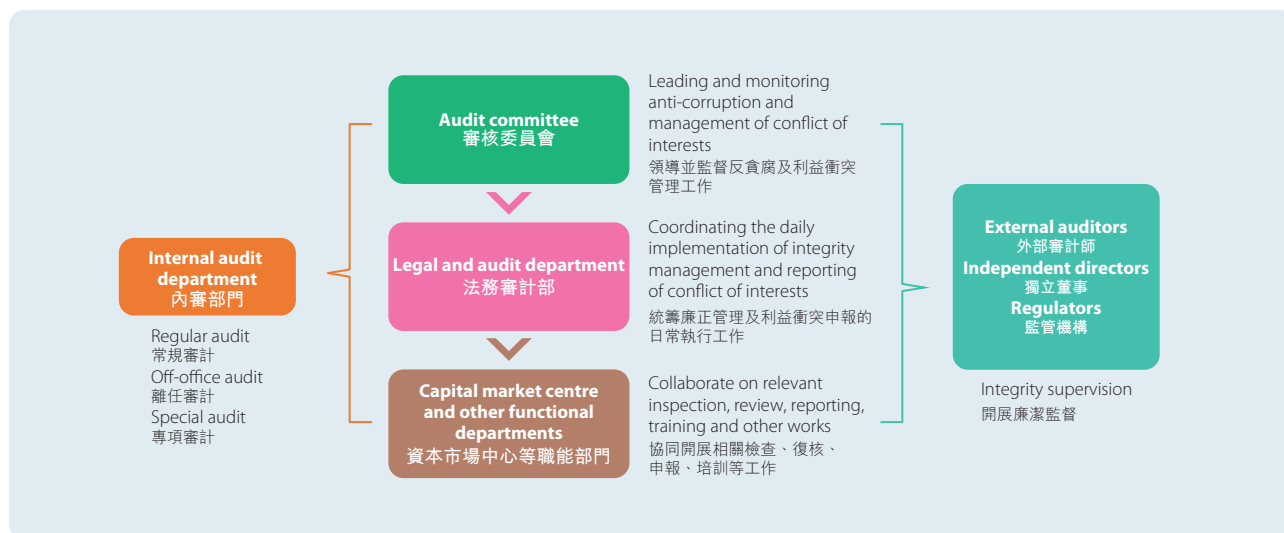 Internal audit
department
內審部門
Regular audit
常規審計
Off-office audit
離任審計
Special audit
專項審計
Audit committee
審核委員會
Leading and monitoring
anti-corruption and
management of conflict of
interests
領導並監督反貪腐及利益衝突
管理工作
Legal and audit department
法務審計部
Coordinating the daily
implementation of integrity
management and reporting
of conflict of interests
統籌廉正管理及利益衝突申報的
日常執行工作
Capital market centre
and other functional
departments
資本市場中心等職能部門
Collaborate on relevant
inspection, review, reporting,
training and other works
協同開展相關檢查、復核、
申報、培訓等工作
External auditors
外部審計師
Independent directors
獨立董事
Regulators
監管機構
Integrity supervision
開展廉潔監督